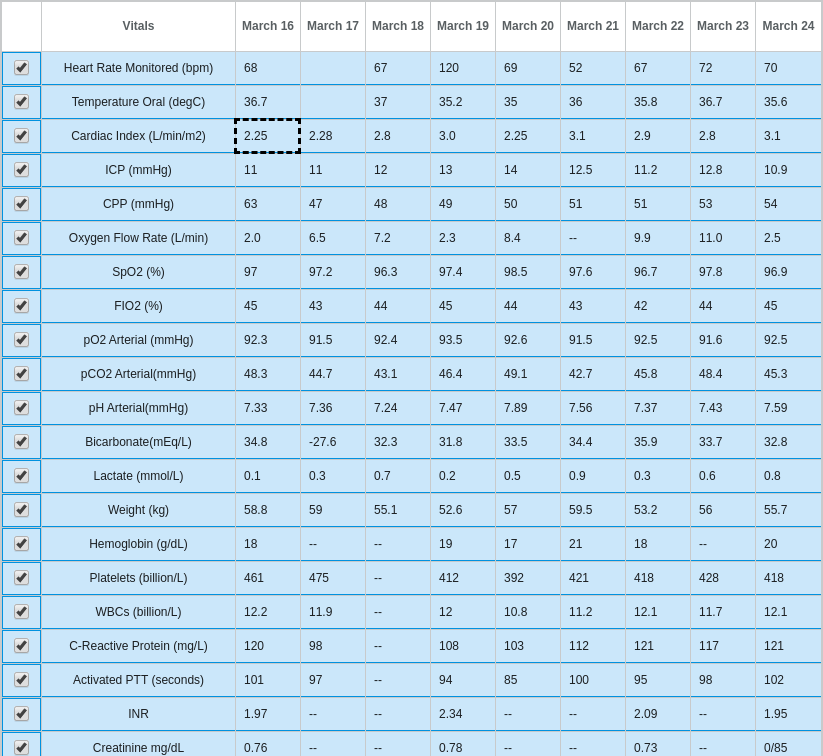 Vitals March 16 March 17 March 18 March 19 March 20 March 21 March 22 March 23 March 24
Heart Rate Monitored (bpm) 68 67 120 69 52 67 72 70
Temperature Oral (degC) 36.7 37 35.2 35 36 35.8 36.7 35.6
Cardiac Index (L/min/m2) 2.25 2.28 2.8 3.0 2.25 3.1 2.9 2.8 3.1
ICP (mmHg) 11 11 12 13 14 12.5 11.2 12.8 10.9
CPP (mmHg) 63 47 48 49 50 51 51 53 54
Oxygen Flow Rate (L/min) 2.0 6.5 7.2 2.3 8.4 -- 9.9 11.0 2.5
SpO2 (%) 97 97.2 96.3 97.4 98.5 97.6 96.7 97.8 96.9
FIO2 (%) 45 43 44 45 44 43 42 44 45
pO2 Arterial (mmHg) 92.3 91.5 92.4 93.5 92.6 91.5 92.5 91.6 92.5
pCO2 Arterial(mmHg) 48.3 44.7 43.1 46.4 49.1 42.7 45.8 48.4 45.3
pH Arterial(mmHg) 7.33 7.36 7.24 7.47 7.89 7.56 7.37 7.43 7.59
Bicarbonate(mEq/L) 34.8 -27.6 32.3 31.8 33.5 34.4 35.9 33.7 32.8
Lactate (mmol/L) 0.1 0.3 0.7 0.2 0.5 0.9 0.3 0.6 0.8
Weight (kg) 58.8 59 55.1 52.6 57 59.5 53.2 56 55.7
Hemoglobin (g/dL) 18 -- -- 19 17 21 18 -- 20
Platelets (billion/L) 461 475 -- 412 392 421 418 428 418
WBCs (billion/L) 12.2 11.9 -- 12 10.8 11.2 12.1 11.7 12.1
C-Reactive Protein (mg/L) 120 98 -- 108 103 112 121 117 121
Activated PTT (seconds) 101 97 -- 94 85 100 95 98 102
INR 1.97 -- -- 2.34 -- -- 2.09 -- 1.95
Creatinine mg/dL 0.76 -- -- 0.78 -- -- 0.73 -- 0/85